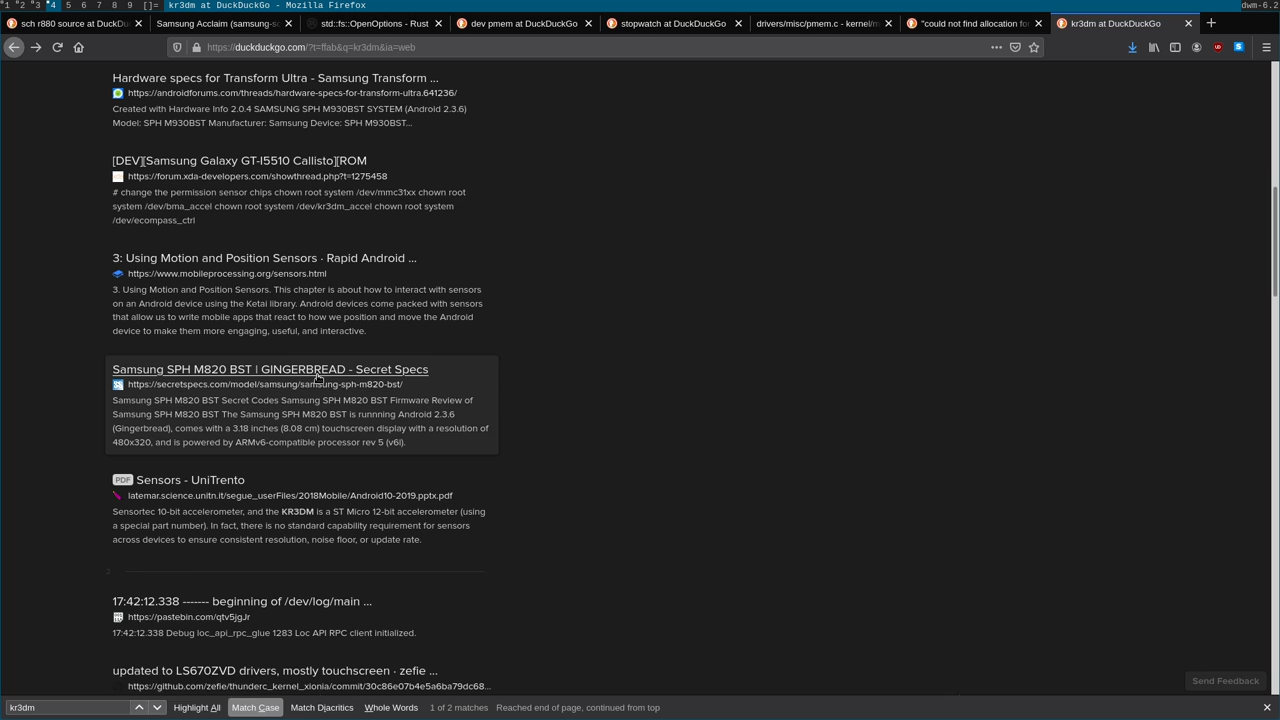 1 2 3 4 5 6 7 8 9 []= kr3dm at DuckDuckGo - Mozilla Firefox dwm-6.2
sch r880 source at DuckDu
Samsung Acclaim (samsung-s
std::fs::OpenOptions - Rust
dev pmem at DuckDuckGo
stopwatch at DuckDuckGo
drivers/misc/pmem.c - kernel/m
"could not find allocation for
kr3dm at DuckDuckGo
https://duckduckgo.com/?t=ffab&q=kr3dm&ia=web
Hardware specs for Transform Ultra - Samsung Transform ...
https://androidforums.com/threads/hardware-specs-for-transform-ultra.641236/
Created with Hardware Info 2.0.4 SAMSUNG SPH M930BST SYSTEM (Android 2.3.6)
Model: SPH M930BST Manufacturer: Samsung Device: SPH M930BST...
[DEV][Samsung Galaxy GT-I5510 Callisto][ROM
https://forum.xda-developers.com/showthread.php?t=1275458
# change the permission sensor chips chown root system /dev/mmc31xx chown root
system /dev/bma_accel chown root system /dev/kr3dm_accel chown root system
/dev/ecompass_ctrl
3: Using Motion and Position Sensors · Rapid Android ...
https://www.mobileprocessing.org/sensors.html
3. Using Motion and Position Sensors. This chapter is about how to interact with sensors
on an Android device using the Ketai library. Android devices come packed with sensors
that allow us to write mobile apps that react to how we position and move the Android
device to make them more engaging, useful, and interactive.
Samsung SPH M820 BST | GINGERBREAD - Secret Specs
https://secretspecs.com/model/samsung/samsung-sph-m820-bst/
Samsung SPH M820 BST Secret Codes Samsung SPH M820 BST Firmware Review of
Samsung SPH M820 BST The Samsung SPH M820 BST is runnning Android 2.3.6
(Gingerbread), comes with a 3.18 inches (8.08 cm) touchscreen display with a resolution of
480x320, and is powered by ARMv6-compatible processor rev 5 (v6l).
PDF Sensors - UniTrento
latemar.science.unitn.it/segue_userFiles/2018Mobile/Android10-2019.pptx.pdf
Sensortec 10-bit accelerometer, and the KR3DM is a ST Micro 12-bit accelerometer (using
a special part number). In fact, there is no standard capability requirement for sensors
across devices to ensure consistent resolution, noise floor, or update rate.
2
17:42:12.338 ------- beginning of /dev/log/main ...
https://pastebin.com/qtv5jgJr
17:42:12.338 Debug loc_api_rpc_glue 1283 Loc API RPC client initialized.
updated to LS670ZVD drivers, mostly touchscreen · zefie ...
https://github.com/zefie/thunderc_kernel_xionia/commit/30c86e07b4e5a6ba79dc68...
Send Feedback
kr3dm Highlight All Match Case Match Diacritics Whole Words 1 of 2 matches Reached end of page, continued from top